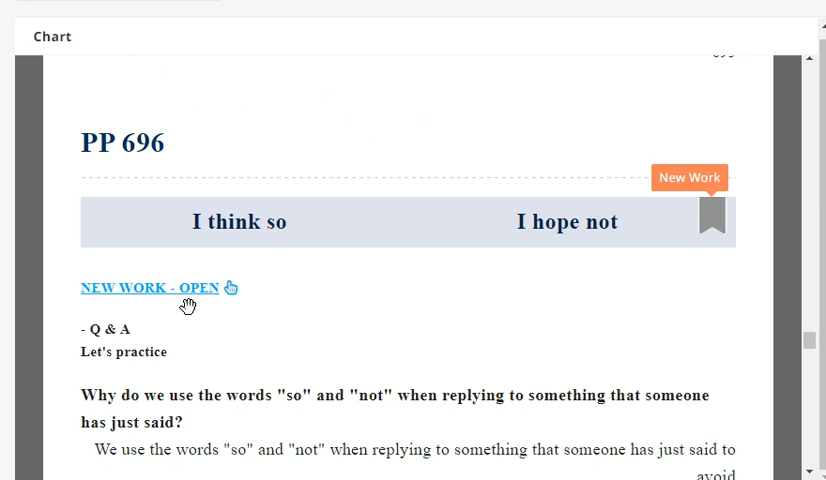 Chart
PP 696
New Work
I think so I hope not
NEW WORK - OPEN
- Q & A
Let's practice
Why do we use the words "so" and "not" when replying to something that someone
has just said?
We use the words "so" and "not" when replying to something that someone has just said to
avoid